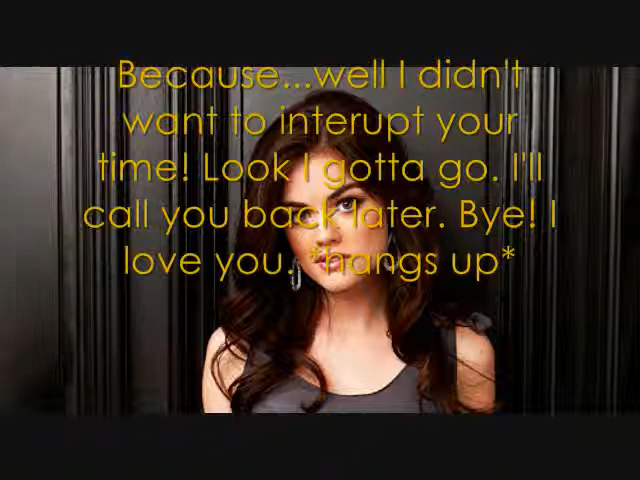 Because...well I didn't
want to interupt your
time! Look I gotta go. I'll
call you back later. Bye! I
love you. *hangs up*